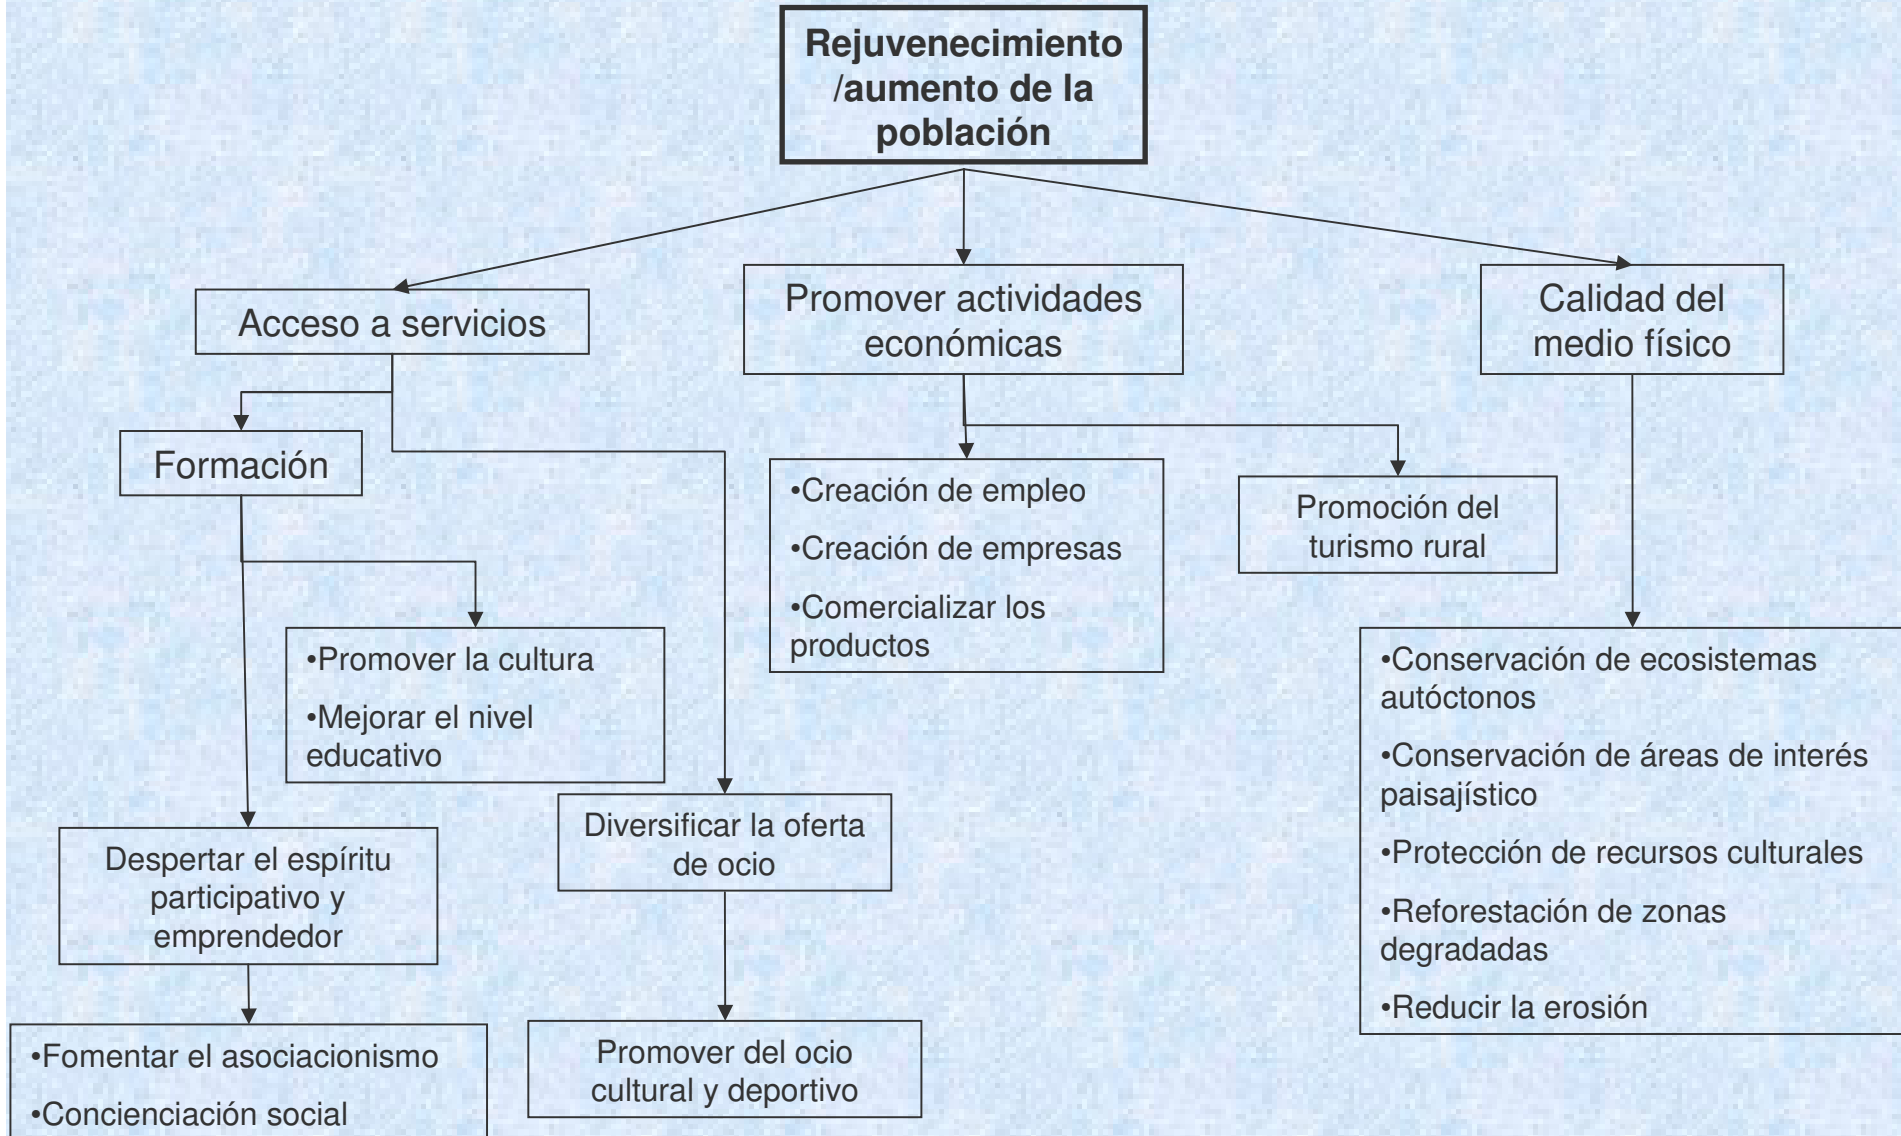 Rejuvenecimiento
/aumento de la
población
Acceso a servicios
Promover actividades
económicas
Calidad del
medio físico
Formación
•Creación de empleo
•Creación de empresas
•Comercializar los
productos
Promoción del
turismo rural
•Promover la cultura
•Mejorar el nivel
educativo
•Conservación de ecosistemas
autóctonos
•Conservación de áreas de interés
paisajístico
•Protección de recursos culturales
•Reforestación de zonas
degradadas
•Reducir la erosión
Despertar el espíritu
participativo y
emprendedor
Diversificar la oferta
de ocio
•Fomentar el asociacionismo
•Concienciación social
Promover del ocio
cultural y deportivo